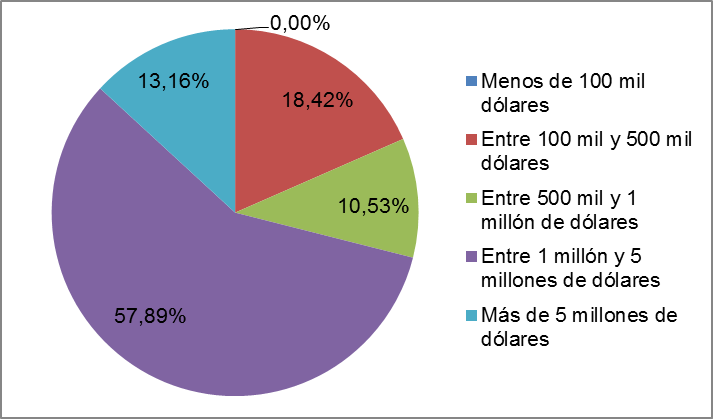 0,00%
13,16%
18,42%
10,53%
57,89%
Menos de 100 mil
dólares
Entre 100 mil y 500 mil
dólares
Entre 500 mil y 1
millón de dólares
Entre 1 millón y 5
millones de dólares
Más de 5 millones de
dólares